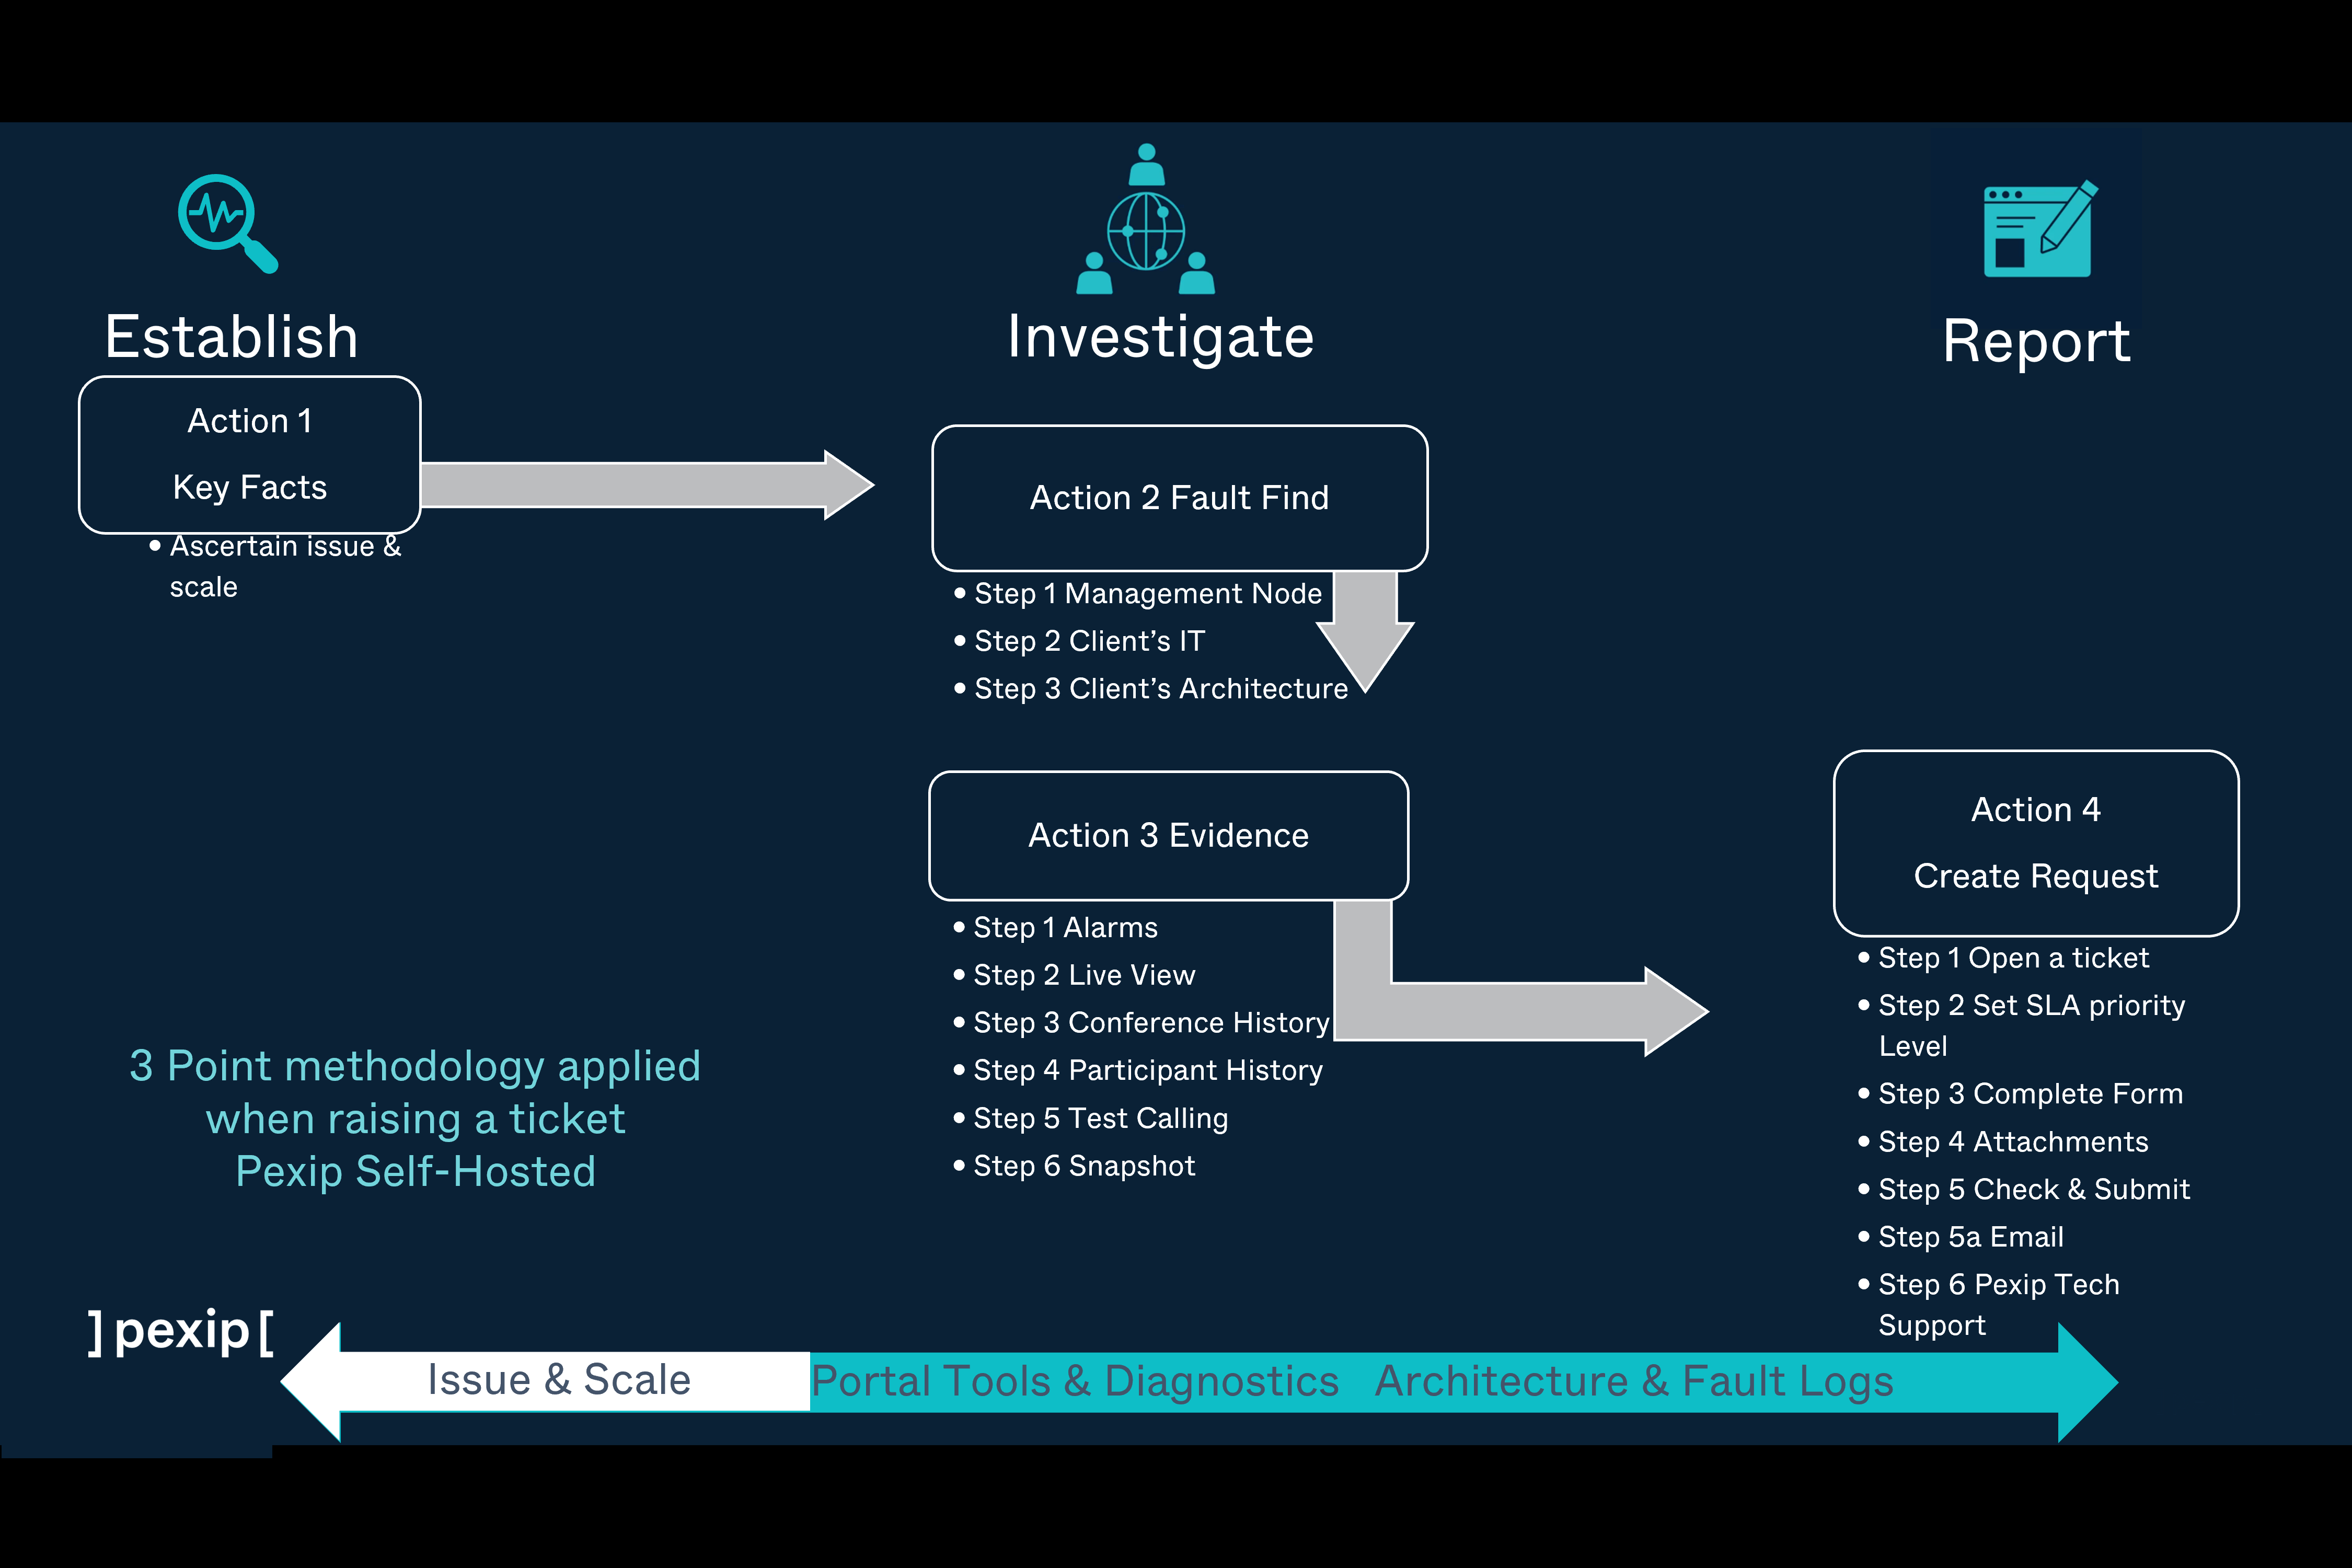 Establish
Investigate
Report
Action 1
Key Facts
• Ascertain issue &
scale
Action 2 Fault Find
• Step 1 Management Node
• Step 2 Client’s IT
• Step 3 Client’s Architecture
Action 3 Evidence
• Step 1 Alarms
• Step 2 Live View
• Step 3 Conference History
• Step 4 Participant History
• Step 5 Test Calling
• Step 6 Snapshot
Action 4
Create Request
• Step 1 Open a ticket
• Step 2 Set SLA priority
Level
• Step 3 Complete Form
• Step 4 Attachments
• Step 5 Check & Submit
• Step 5a Email
• Step 6 Pexip Tech
Support
3 Point methodology applied
when raising a ticket
Pexip Self-Hosted
]pexip[
Issue & Scale
Portal Tools & Diagnostics
Architecture & Fault Logs